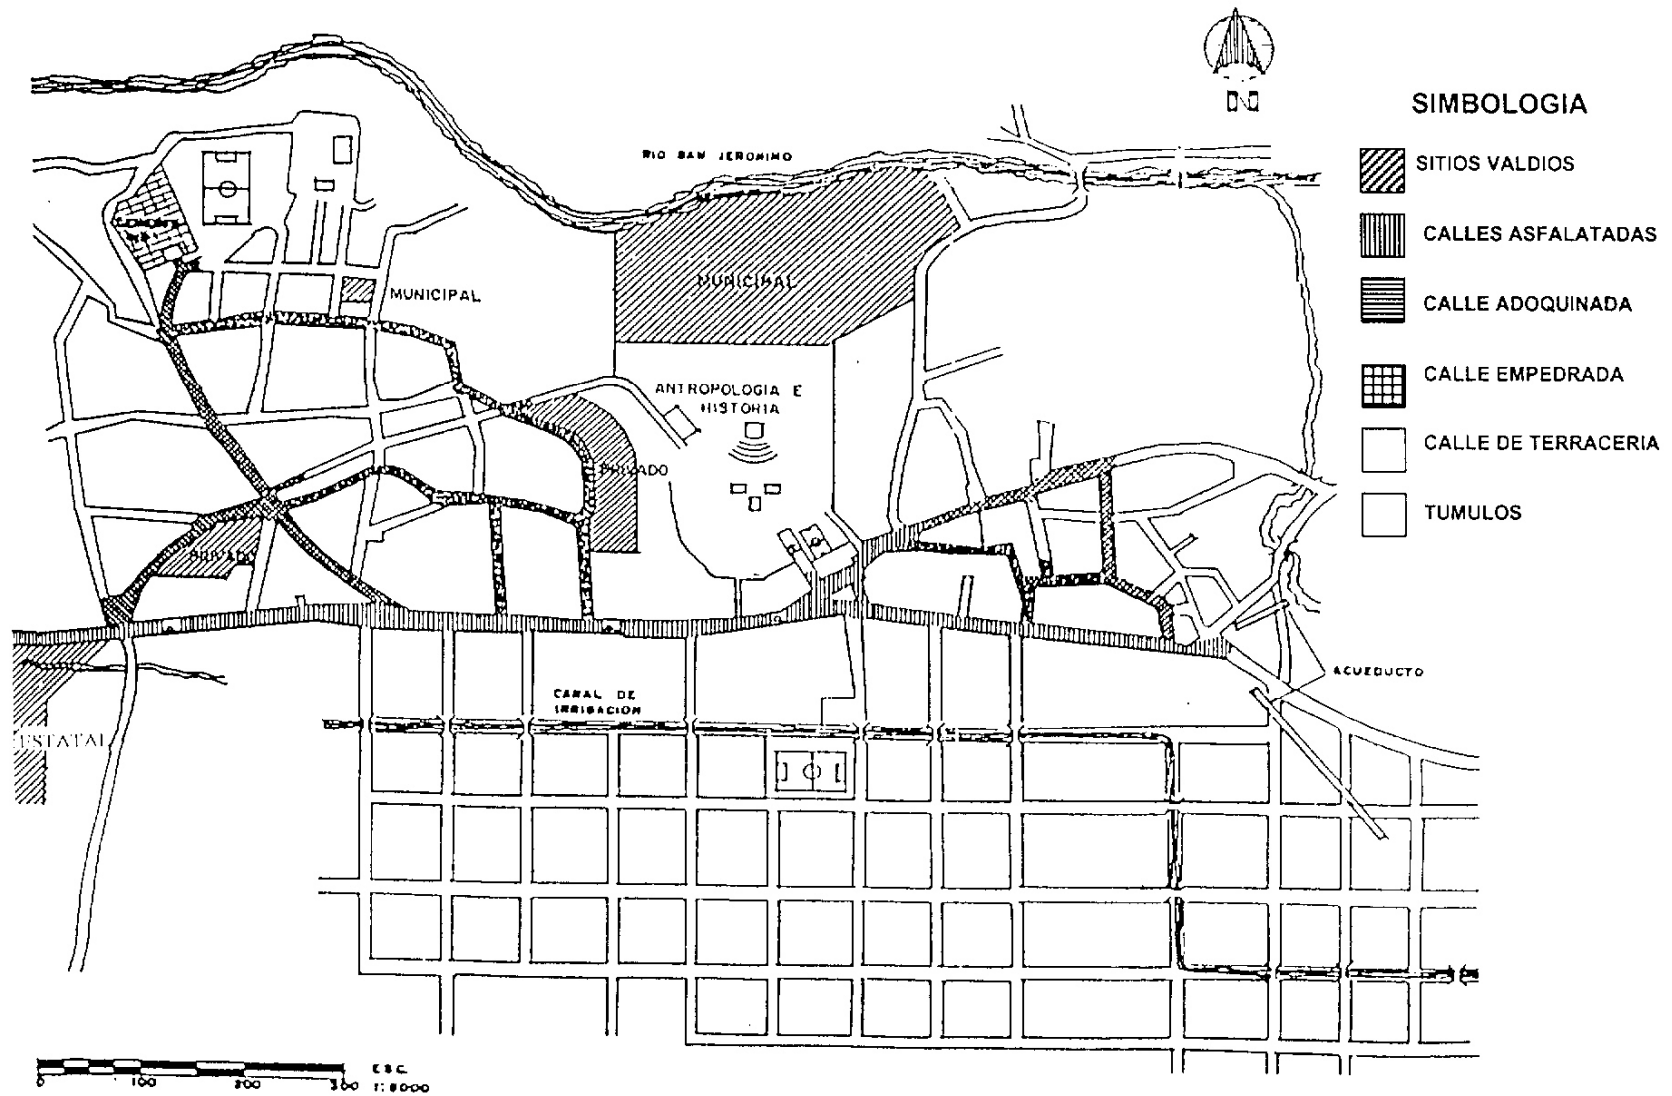 N
SIMBOLOGIA
SITIOS VALDIOS
CALLES ASFALATADAS
CALLE ADOQUINADA
CALLE EMPEDRADA
CALLE DE TERRACERIA
TUMULOS
RIO SAN JERONIMO
MUNICIPAL
MUNICIPAL
ANTROPOLOGIA E
HISTORIA
PRIVADO
PRIVADO
ACUEDUCTO
CANAL DE
IRRIGACION
ESTATAL
0 100 200 300
ESC.